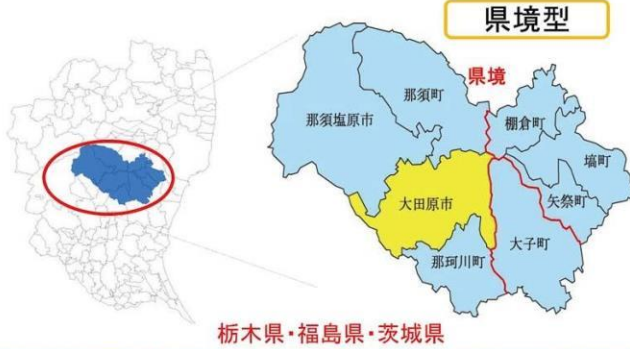 県境型
県境
那須町
那須塩原市
棚倉町
塙町
矢祭町
大田原市
大子町
那珂川町
栃木県・福島県・茨城県